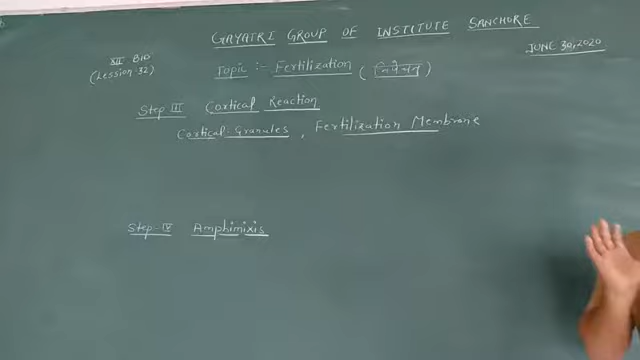 GAYATRI GROUP OF INSTITUTE SANCHORE
JUNE 30, 2020
XII BIO
(Lession-32)
Topic :- Fertilization (निषेचन)
Step III Cortical Reaction
Cortical-Granules, Fertilization Membrane
Step-IV Amphimixis